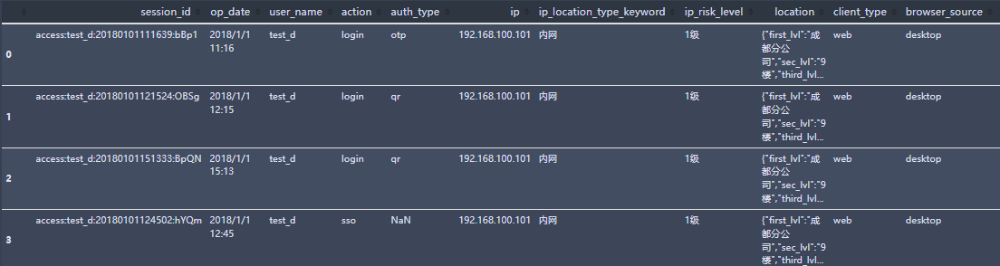 session_id op_date user_name action auth_type ip ip_location_type_keyword ip_risk_level location client_type browser_source
0 access:test_d:20180101111639:bBp1 2018/1/1 11:16 test_d login otp 192.168.100.101 内网 1级 {"first_lvl":"成都分公司","sec_lvl":"9楼","third_lvl... web desktop
1 access:test_d:20180101121524:OBSg 2018/1/1 12:15 test_d login qr 192.168.100.101 内网 1级 {"first_lvl":"成都分公司","sec_lvl":"9楼","third_lvl... web desktop
2 access:test_d:20180101151333:BpQN 2018/1/1 15:13 test_d login qr 192.168.100.101 内网 1级 {"first_lvl":"成都分公司","sec_lvl":"9楼","third_lvl... web desktop
3 access:test_d:20180101124502:hYQm 2018/1/1 12:45 test_d sso NaN 192.168.100.101 内网 1级 {"first_lvl":"成都分公司","sec_lvl":"9楼","third_lvl... web desktop